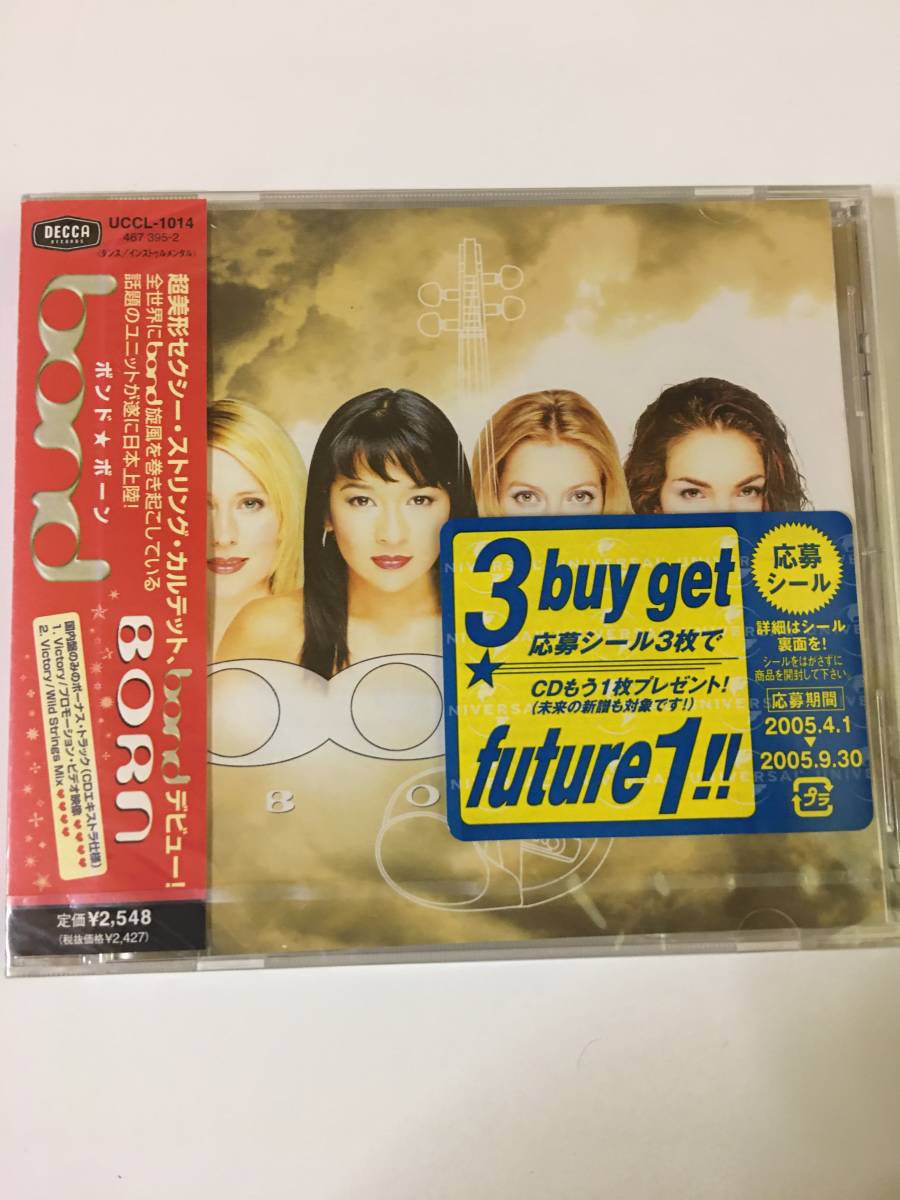 DECCA
RECORDS
UCCL-1014
467 395-2
(ダンス/インストゥルメンタル)
超美形セクシー・ストリング・カルテット、bondデビュー!
全世界にbond旋風を巻き起こしている
話題のユニットが遂に日本上陸!
bond
ボンド★ボーン
BORN
国内盤のみのボーナス・トラック(CDエキストラ仕様)
1. Victory/プロモーション・ビデオ映像
2. Victory/Wild Strings Mix
定価¥2,548
(税抜価格¥2,427)
B O
3 buy get
応募シール3枚で
★
CDもう1枚プレゼント!
(未来の新譜も対象です!)
future1!!
応募
シール
詳細はシール
裏面を!
シールをはがさずに
商品を開封して下さい。
応募期間
2005.4.1
▼
2005.9.30
プラ
UNIVERSAL